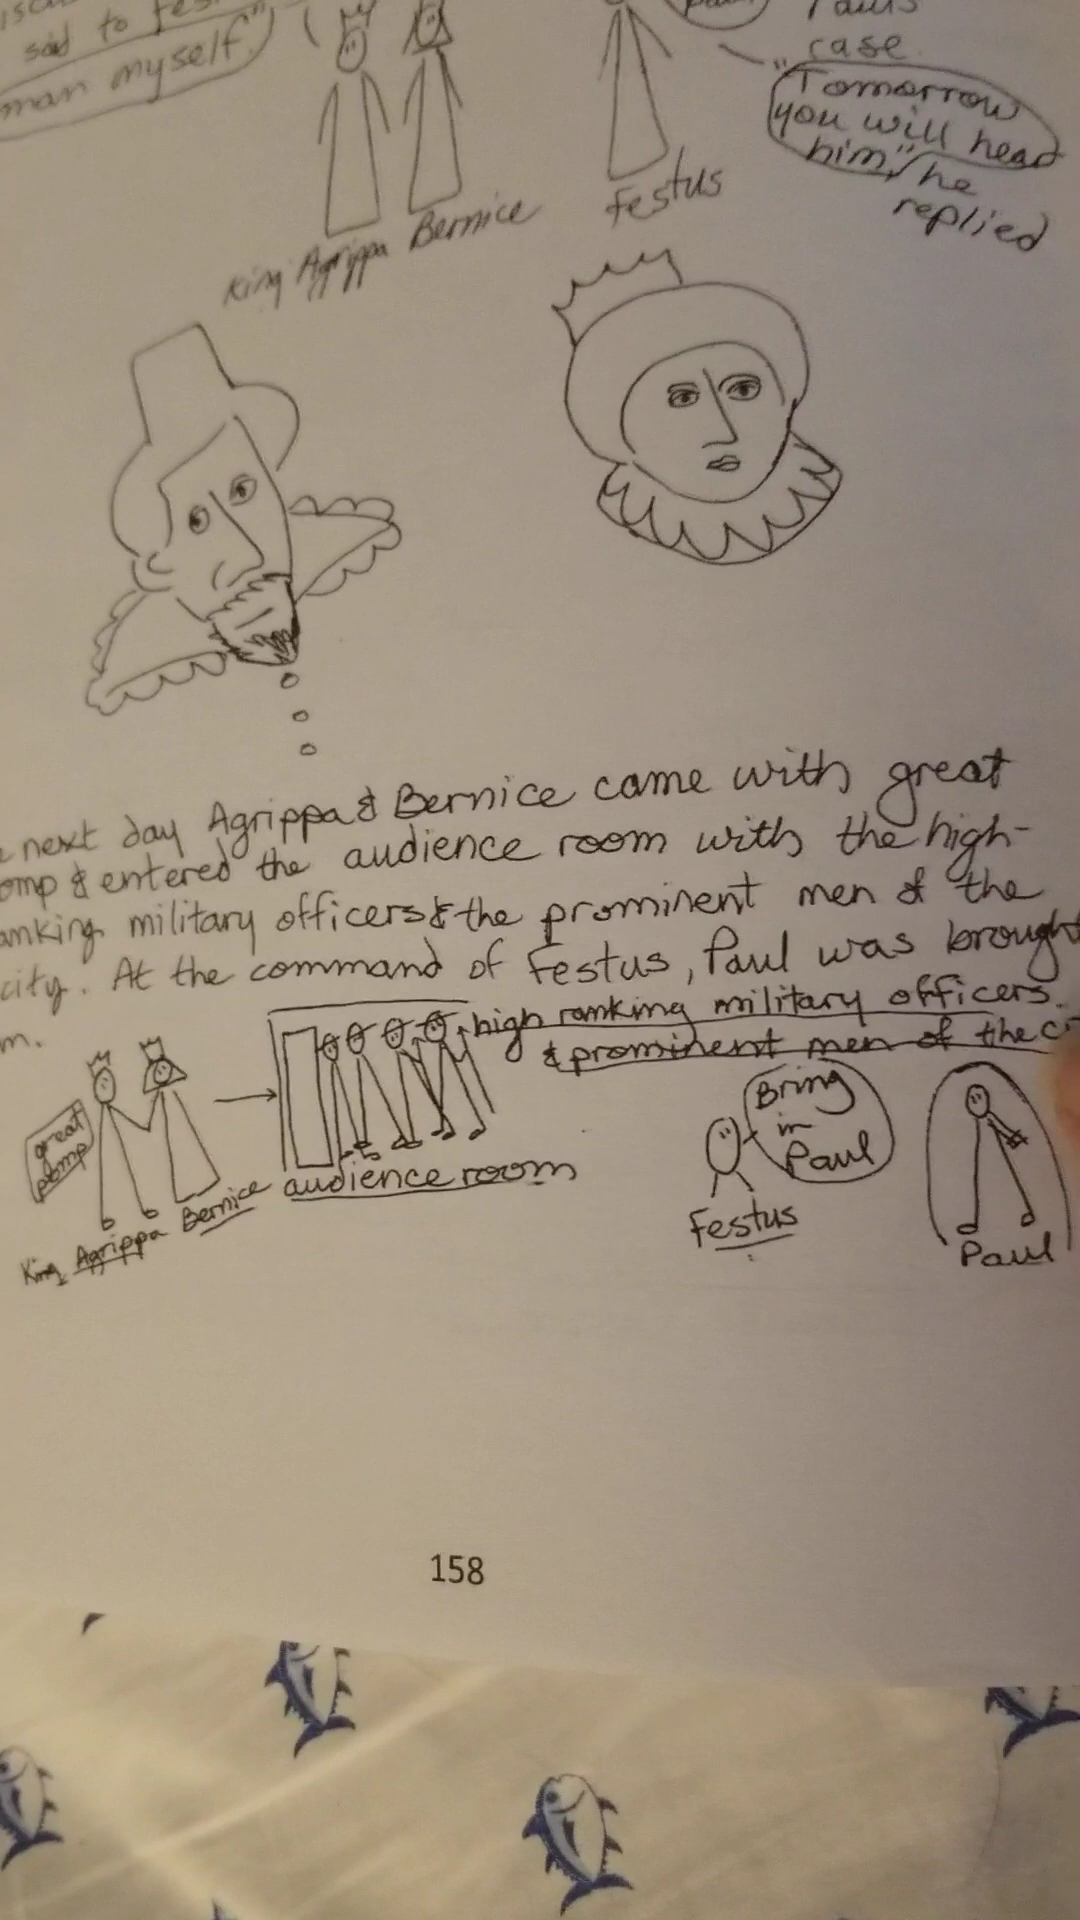 said to Fes
man myself"
Paul's
case
"Tomorrow
you will hear
him," he
replied
King Agrippa Bernice
Festus
next day Agrippa & Bernice came with great
omp & entered the audience room with the high-
anking military officers & the prominent men of the
city. At the command of Festus, Paul was brought
m.
high ranking military officers.
& prominent men of the ci
great
pomp
King Agrippa Bernice
audience room
Bring
in
Paul
Festus
Paul
158